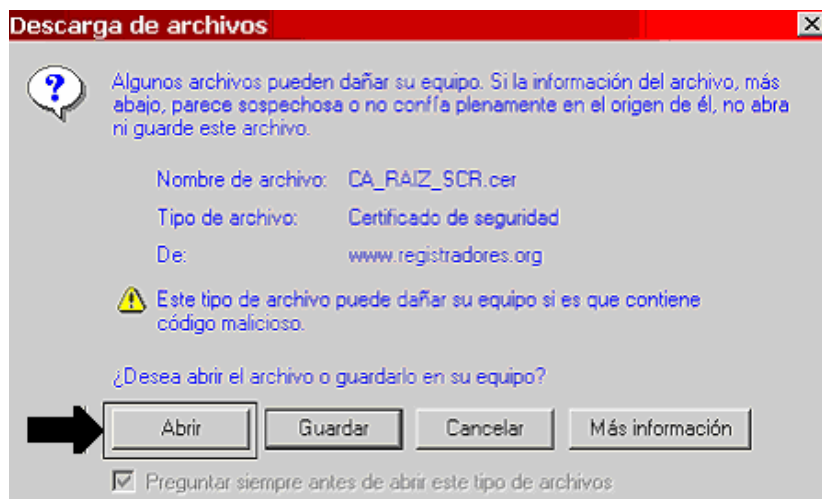 Descarga de archivos
Algunos archivos pueden dañar su equipo. Si la información del archivo, más
abajo, parece sospechosa o no confía plenamente en el origen de él, no abra
ni guarde este archivo.
Nombre de archivo: CA_RAIZ_SCR.cer
Tipo de archivo: Certificado de seguridad
De: www.registradores.org
Este tipo de archivo puede dañar su equipo si es que contiene
código malicioso.
¿Desea abrir el archivo o guardarlo en su equipo?
Abrir Guardar Cancelar Más información
Preguntar siempre antes de abrir este tipo de archivos